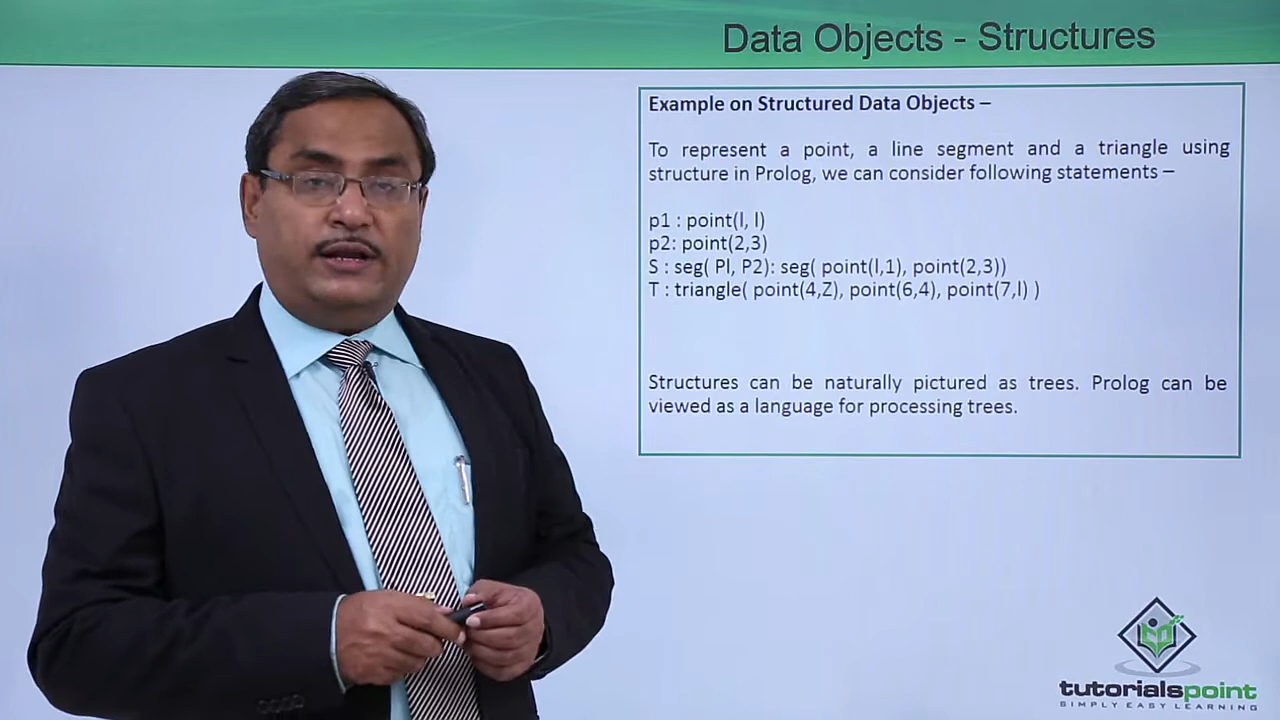 Data Objects - Structures
Example on Structured Data Objects –
To represent a point, a line segment and a triangle using
structure in Prolog, we can consider following statements –
p1 : point(l, l)
p2: point(2,3)
S : seg( Pl, P2): seg( point(l,1), point(2,3))
T : triangle( point(4,Z), point(6,4), point(7,l) )
Structures can be naturally pictured as trees. Prolog can be
viewed as a language for processing trees.
tutorialspoint
SIMPLY EASY LEARNING